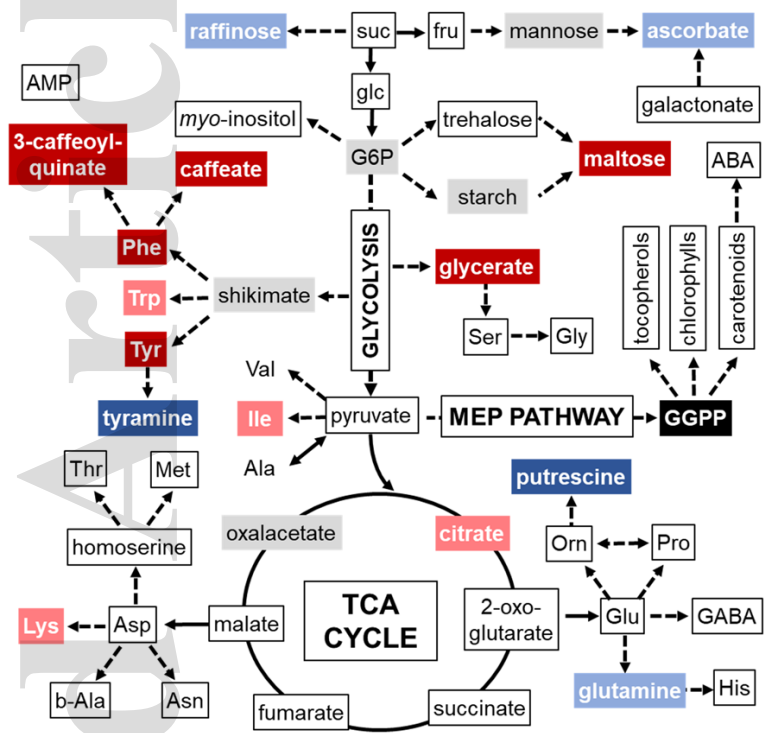 raffinose
suc
fru
mannose
ascorbate
AMP
glc
galactonate
myo-inositol
trehalose
3-caffeoyl-
quinate
caffeate
G6P
maltose
ABA
starch
Phe
GLYCOLYSIS
glycerate
tocopherols
chlorophylls
carotenoids
Trp
shikimate
Tyr
Ser
Gly
Val
tyramine
Ile
pyruvate
MEP PATHWAY
GGPP
Ala
Thr
Met
putrescine
oxalacetate
citrate
homoserine
Orn
Pro
TCA
CYCLE
2-oxo-
glutarate
Lys
Asp
malate
Glu
GABA
b-Ala
Asn
fumarate
succinate
glutamine
His
d Artic